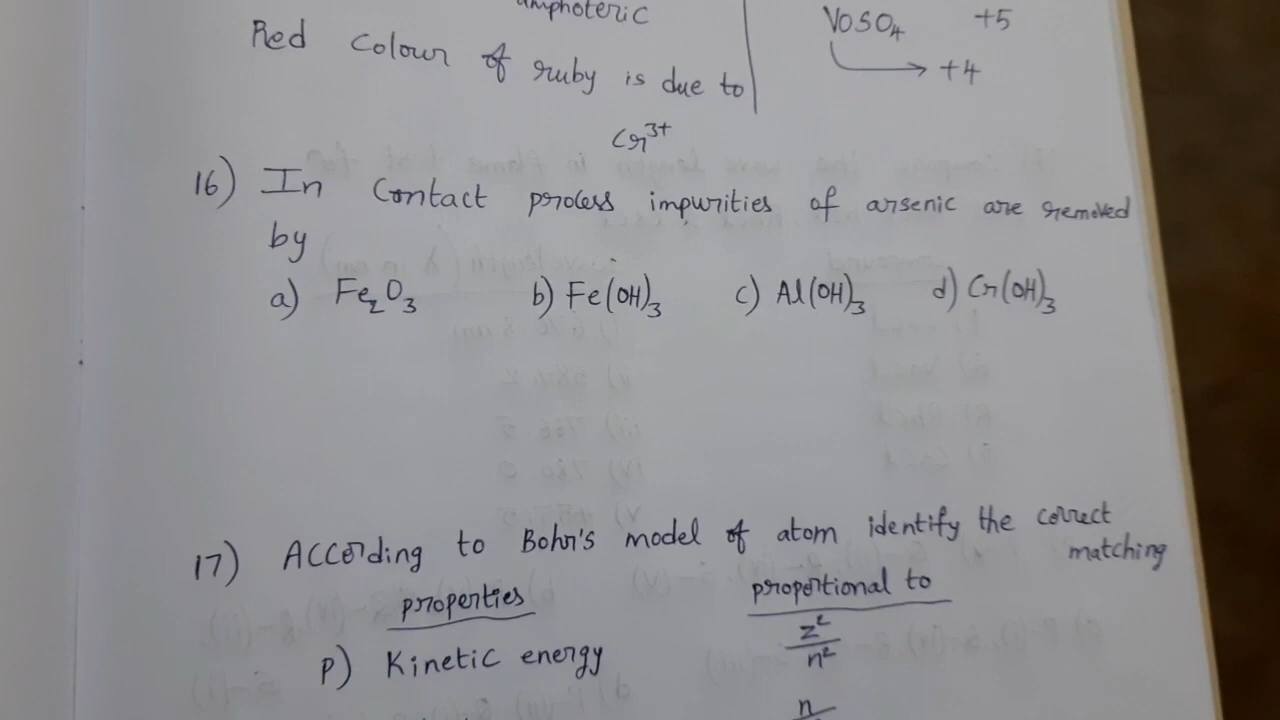 amphoteric
Red Colour of ruby is due to
Cr³⁺
VOSO₄ +5
+4
16) In Contact process impurities of arsenic are removed
by
a) Fe₂O₃ b) Fe(OH)₃ c) Al(OH)₃ d) Cr(OH)₃
17) According to Bohr's model of atom identify the correct
matching
properties proportional to
P) Kinetic energy z²/n²
n